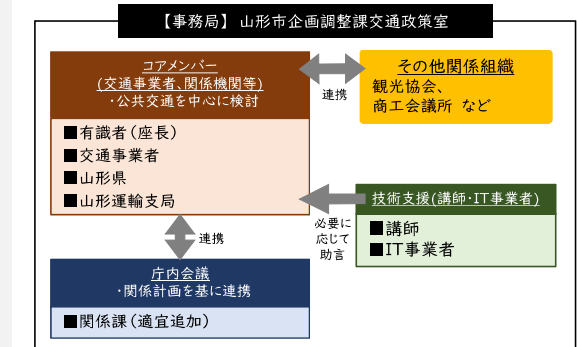 【事務局】山形市企画調整課交通政策室
コアメンバー
(交通事業者、関係機関等)
・公共交通を中心に検討
■有識者(座長)
■交通事業者
■山形県
■山形運輸支局
連携
その他関係組織
観光協会、
商工会議所 など
技術支援(講師・IT事業者)
■講師
■IT事業者
必要に
応じて
助言
連携
庁内会議
・関係計画を基に連携
■関係課(適宜追加)